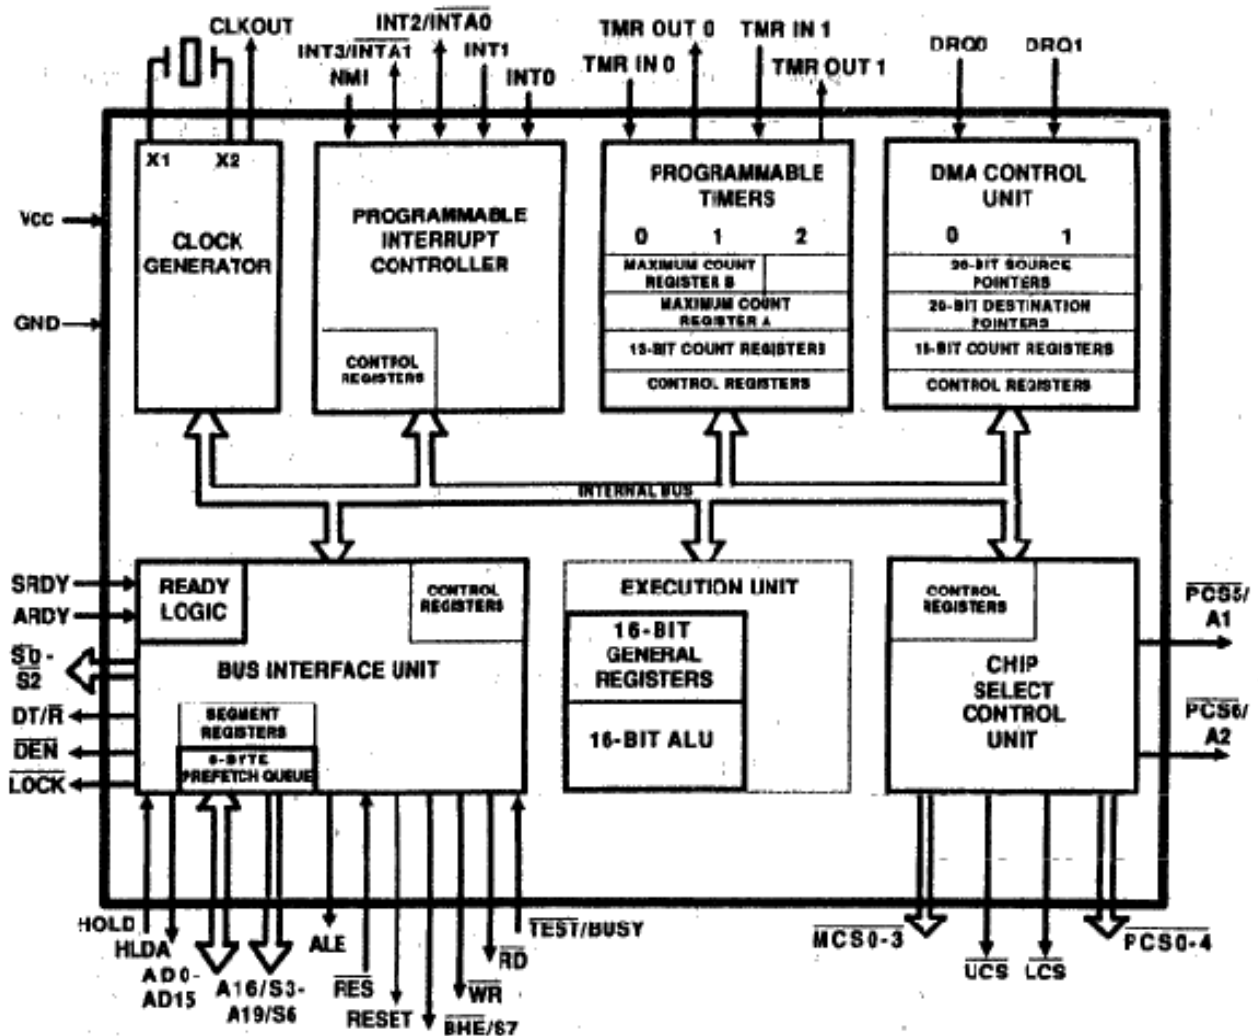 CLKOUT
INT2/INTA0
INT3/INTA1
INT1
NMI
INT0
TMR OUT 0
TMR IN 1
TMR IN 0
TMR OUT 1
DRQ0
DRQ1
X1
X2
CLOCK
GENERATOR
PROGRAMMABLE
INTERRUPT
CONTROLLER
CONTROL
REGISTERS
PROGRAMMABLE
TIMERS
0 1 2
MAXIMUM COUNT
REGISTER B
MAXIMUM COUNT
REGISTER A
16-BIT COUNT REGISTERS
CONTROL REGISTERS
DMA CONTROL
UNIT
0 1
20-BIT SOURCE
POINTERS
20-BIT DESTINATION
POINTERS
16-BIT COUNT REGISTERS
CONTROL REGISTERS
VCC
GND
INTERNAL BUS
SRDY
ARDY
S0-
S2
DT/R
DEN
LOCK
READY
LOGIC
CONTROL
REGISTERS
BUS INTERFACE UNIT
SEGMENT
REGISTERS
6-BYTE
PREFETCH QUEUE
EXECUTION UNIT
16-BIT
GENERAL
REGISTERS
16-BIT ALU
CONTROL
REGISTERS
CHIP
SELECT
CONTROL
UNIT
PCS5/
A1
PCS6/
A2
HOLD
HLDA
AD0-
AD15
A16/S3-
A19/S6
ALE
RES
RESET
BHE/S7
WR
RD
TEST/BUSY
MCS0-3
UCS
LCS
PCS0-4